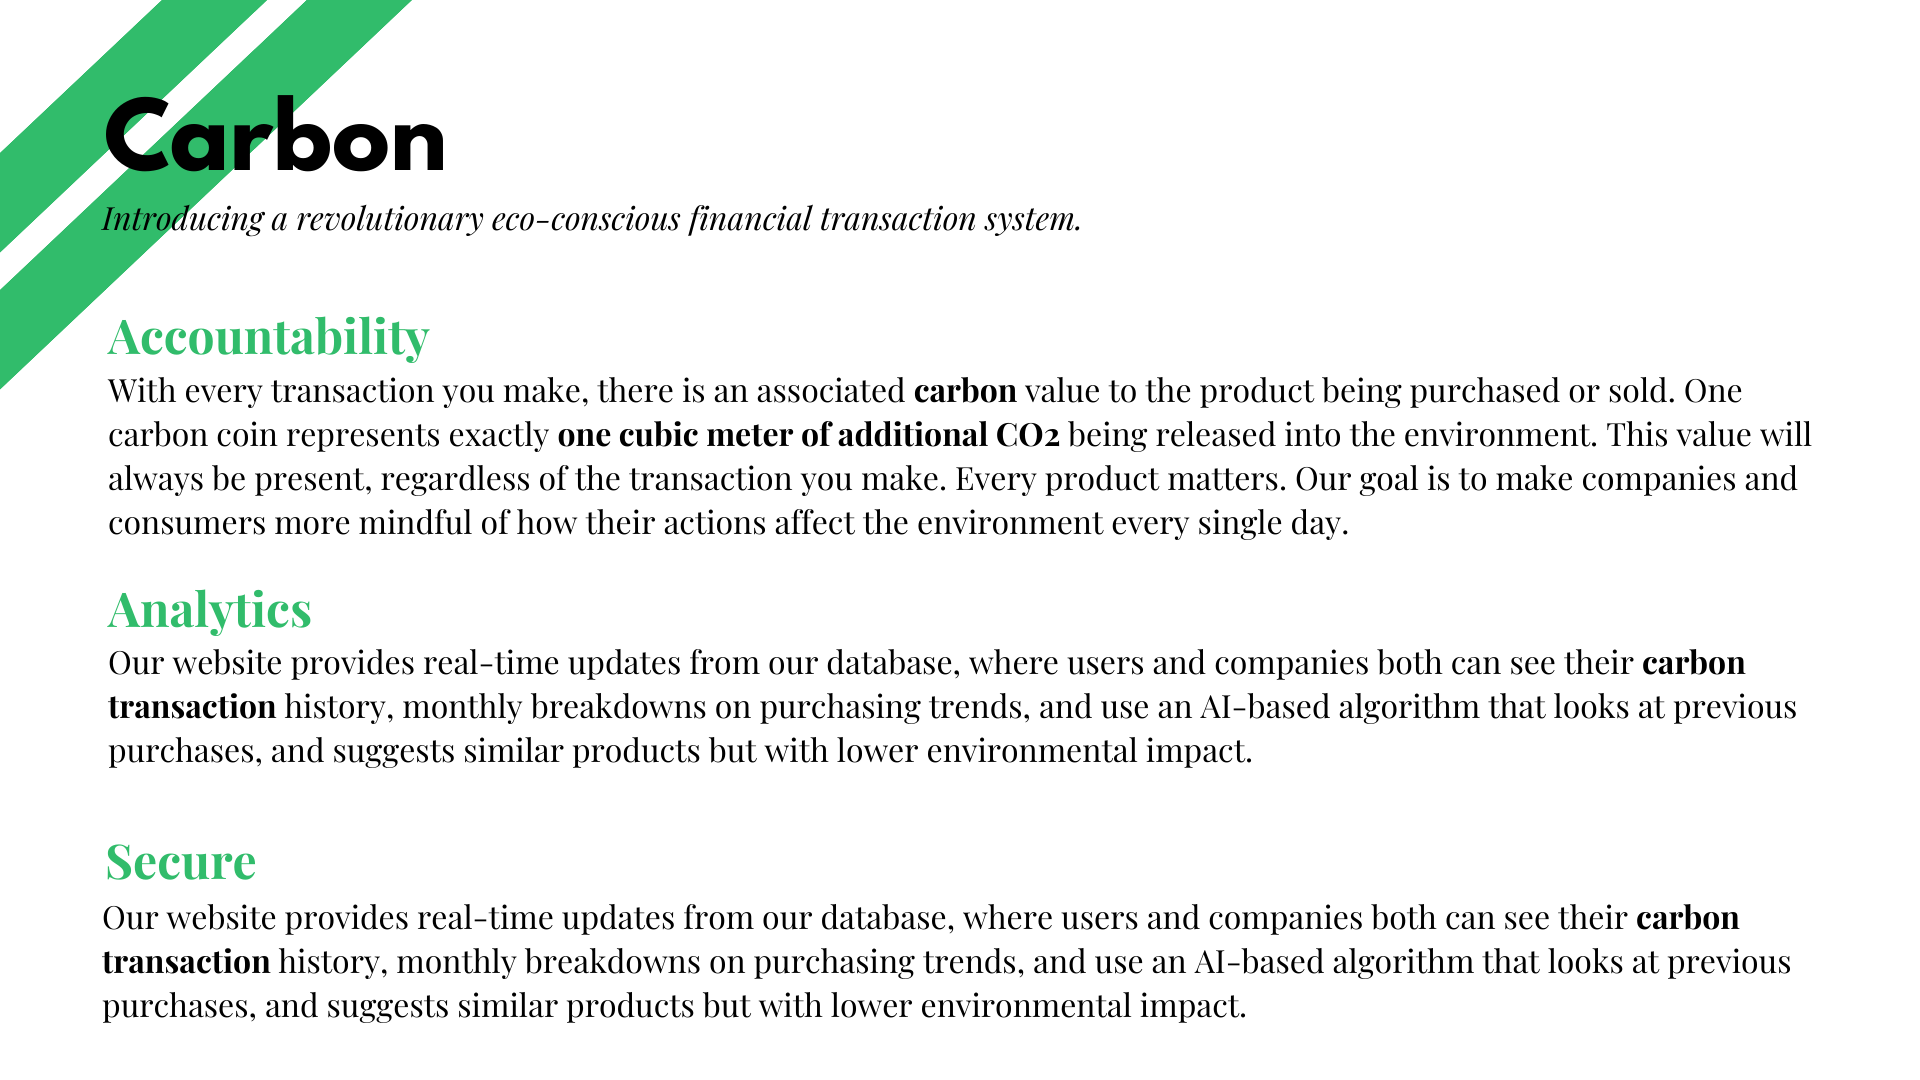 Carbon
Introducing a revolutionary eco-conscious financial transaction system.
Accountability
With every transaction you make, there is an associated carbon value to the product being purchased or sold. One
carbon coin represents exactly one cubic meter of additional CO2 being released into the environment. This value will
always be present, regardless of the transaction you make. Every product matters. Our goal is to make companies and
consumers more mindful of how their actions affect the environment every single day.
Analytics
Our website provides real-time updates from our database, where users and companies both can see their carbon
transaction history, monthly breakdowns on purchasing trends, and use an AI-based algorithm that looks at previous
purchases, and suggests similar products but with lower environmental impact.
Secure
Our website provides real-time updates from our database, where users and companies both can see their carbon
transaction history, monthly breakdowns on purchasing trends, and use an AI-based algorithm that looks at previous
purchases, and suggests similar products but with lower environmental impact.